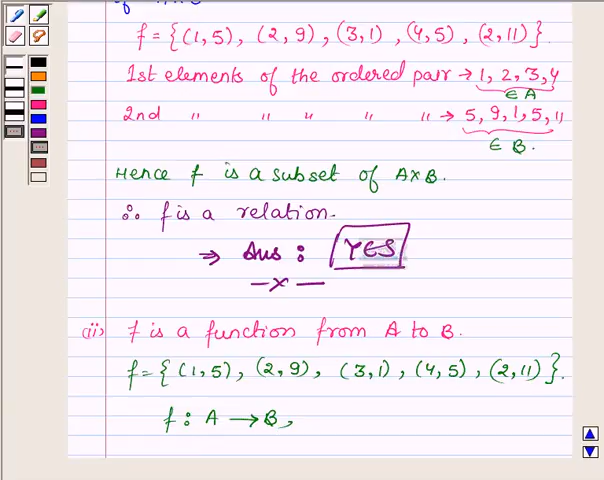 f = {(1,5), (2,9), (3,1), (4,5), (2,11)}.
1st elements of the ordered pair → 1, 2, 3, 4
∈ A
2nd " " " " " → 5, 9, 1, 5, 11
∈ B.
Hence f is a subset of A×B.
∴ f is a relation.
⇒ Ans : YES
—×—
(ii) f is a function from A to B.
f = {(1,5), (2,9), (3,1), (4,5), (2,11)}.
f : A → B,